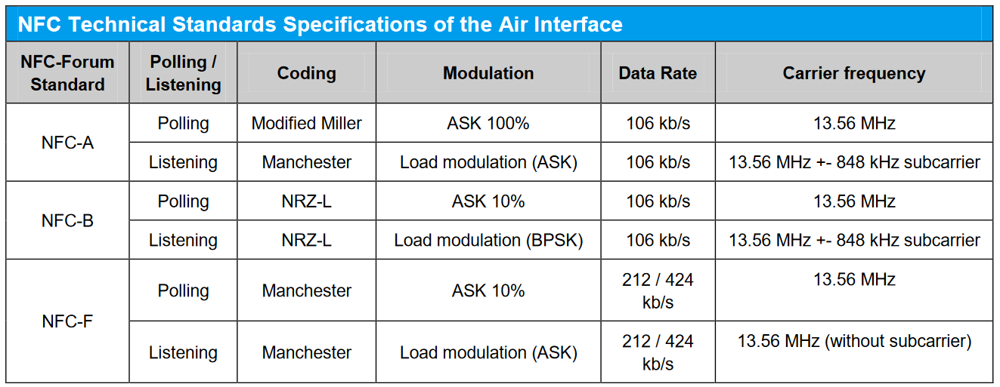 NFC Technical Standards Specifications of the Air Interface
NFC-Forum Standard Polling / Listening Coding Modulation Data Rate Carrier frequency
NFC-A Polling Modified Miller ASK 100% 106 kb/s 13.56 MHz
Listening Manchester Load modulation (ASK) 106 kb/s 13.56 MHz +- 848 kHz subcarrier
NFC-B Polling NRZ-L ASK 10% 106 kb/s 13.56 MHz
Listening NRZ-L Load modulation (BPSK) 106 kb/s 13.56 MHz +- 848 kHz subcarrier
NFC-F Polling Manchester ASK 10% 212 / 424 kb/s 13.56 MHz
Listening Manchester Load modulation (ASK) 212 / 424 kb/s 13.56 MHz (without subcarrier)